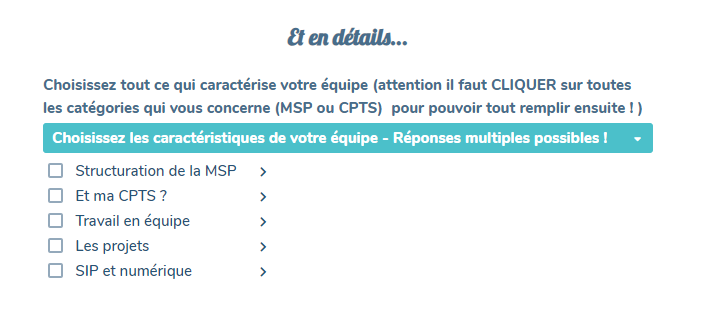 Et en détails...
Choisissez tout ce qui caractérise votre équipe (attention il faut CLIQUER sur toutes
les catégories qui vous concerne (MSP ou CPTS)  pour pouvoir tout remplir ensuite ! )
Choisissez les caractéristiques de votre équipe - Réponses multiples possibles !
Structuration de la MSP
Et ma CPTS ?
Travail en équipe
Les projets
SIP et numérique